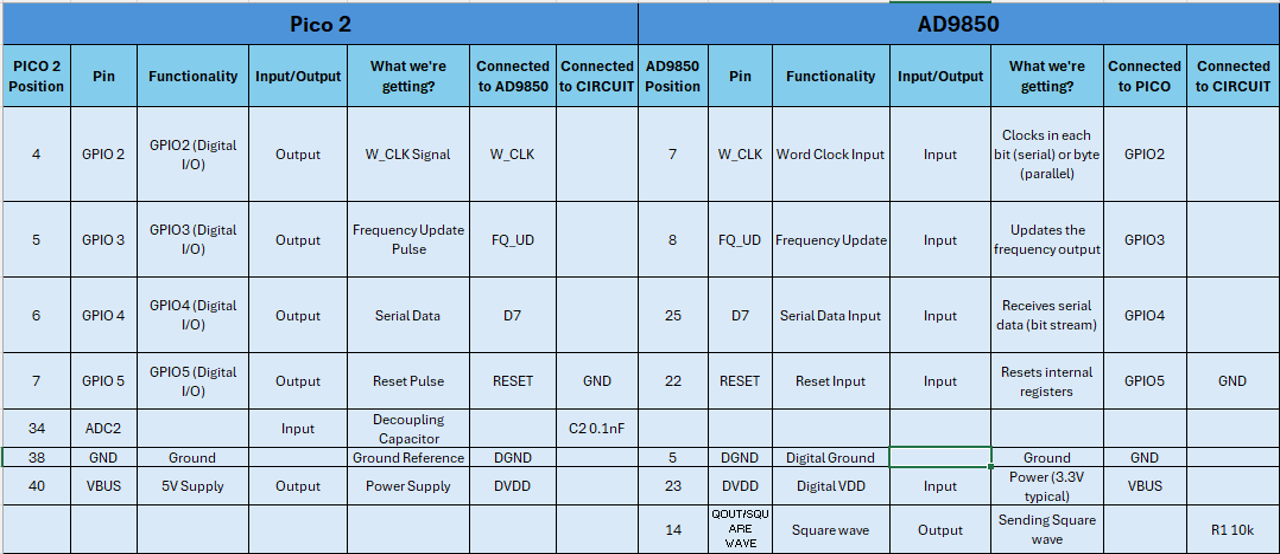 Pico 2 AD9850
PICO 2 Position Pin Functionality Input/Output What we're getting? Connected to AD9850 Connected to CIRCUIT AD9850 Position Pin Functionality Input/Output What we're getting? Connected to PICO Connected to CIRCUIT
4 GPIO 2 GPIO2 (Digital I/O) Output W_CLK Signal W_CLK 7 W_CLK Word Clock Input Input Clocks in each bit (serial) or byte (parallel) GPIO2
5 GPIO 3 GPIO3 (Digital I/O) Output Frequency Update Pulse FQ_UD 8 FQ_UD Frequency Update Input Updates the frequency output GPIO3
6 GPIO 4 GPIO4 (Digital I/O) Output Serial Data D7 25 D7 Serial Data Input Input Receives serial data (bit stream) GPIO4
7 GPIO 5 GPIO5 (Digital I/O) Output Reset Pulse RESET GND 22 RESET Reset Input Input Resets internal registers GPIO5 GND
34 ADC2 Input Decoupling Capacitor C2 0.1nF
38 GND Ground Ground Reference DGND 5 DGND Digital Ground Ground GND
40 VBUS 5V Supply Output Power Supply DVDD 23 DVDD Digital VDD Input Power (3.3V typical) VBUS
14 QOUT/SQUARE WAVE Square wave Output Sending Square wave R1 10k